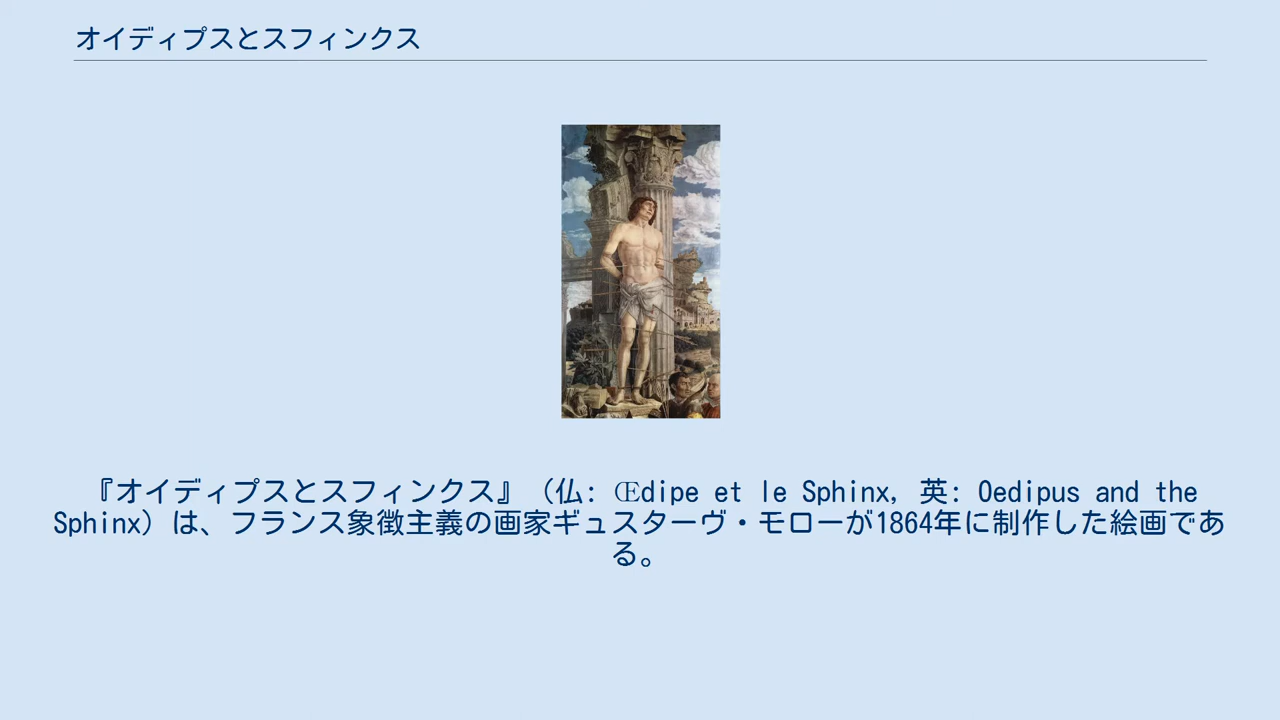 オイディプスとスフィンクス
『オイディプスとスフィンクス』（仏: Œdipe et le Sphinx, 英: Oedipus and the
Sphinx）は、フランス象徴主義の画家ギュスターヴ・モローが1864年に制作した絵画であ
る。